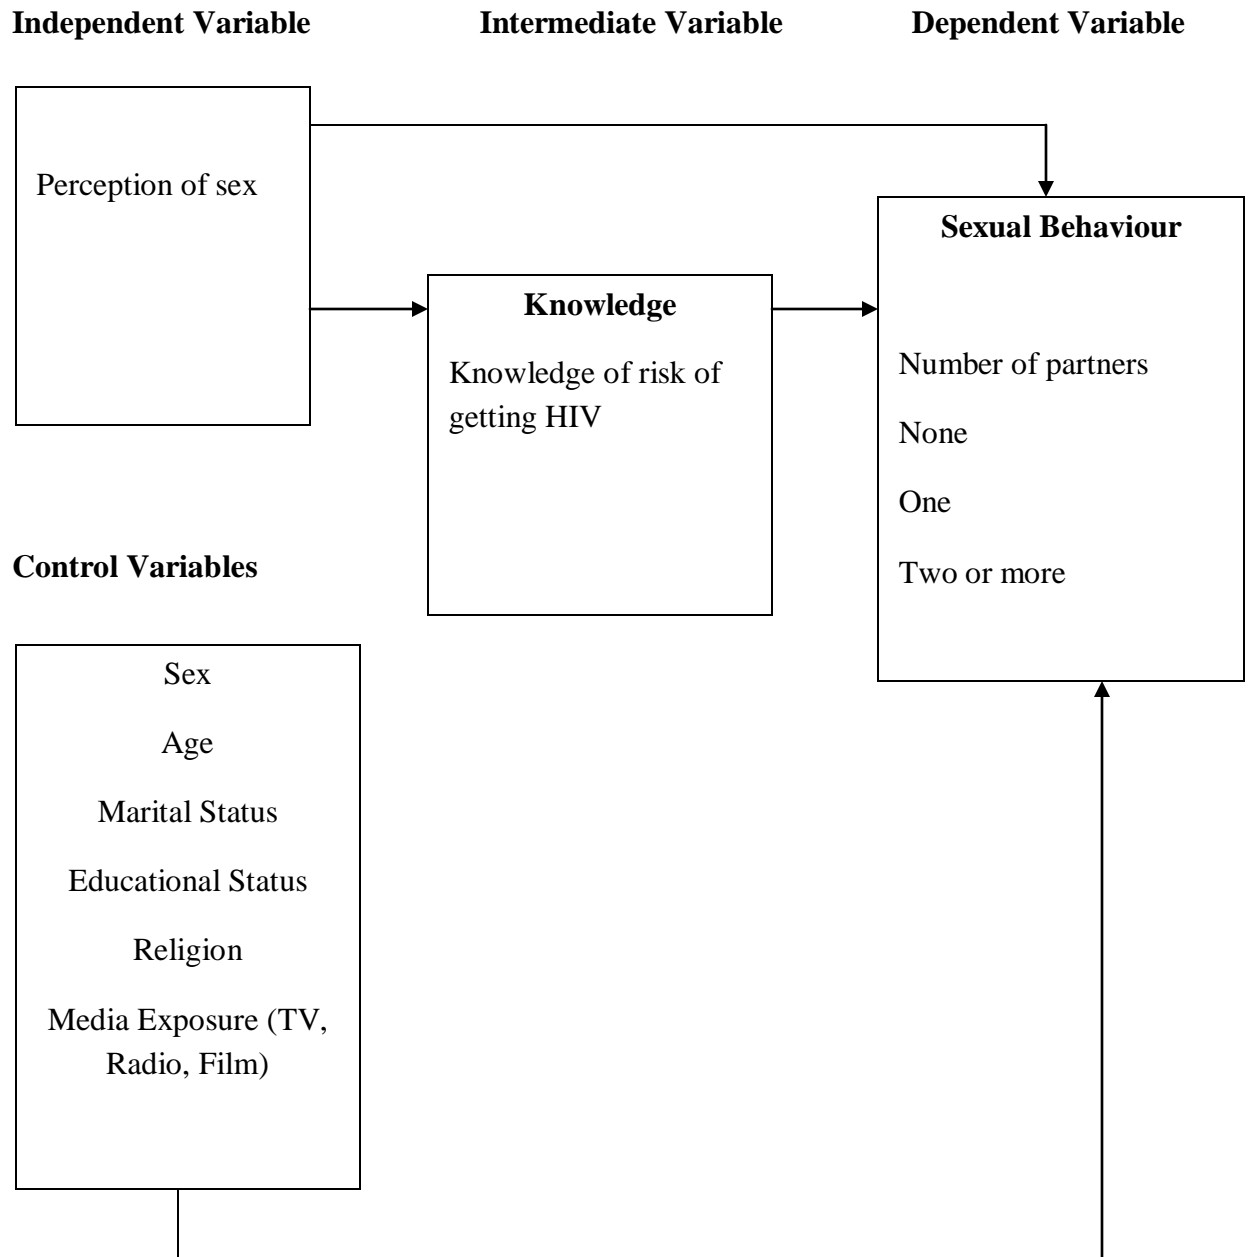 Independent Variable
Intermediate Variable
Dependent Variable
Perception of sex
Knowledge
Knowledge of risk of
getting HIV
Sexual Behaviour
Number of partners
None
One
Two or more
Control Variables
Sex
Age
Marital Status
Educational Status
Religion
Media Exposure (TV,
Radio, Film)